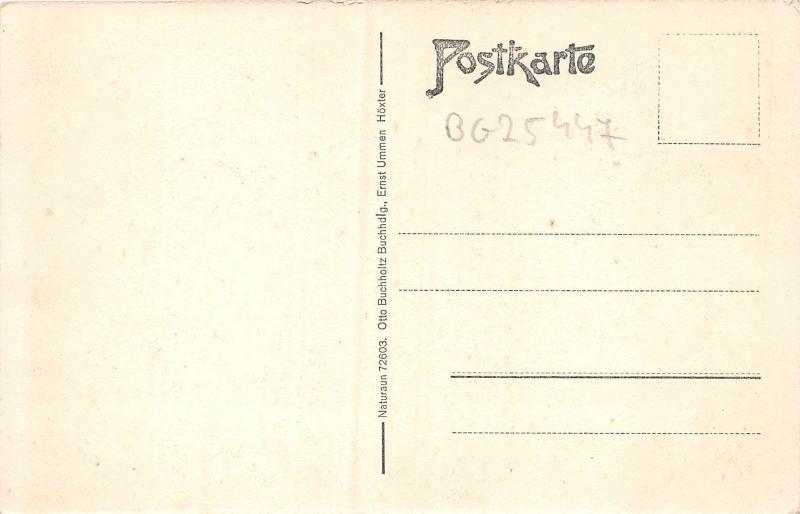 Postkarte
BG25447
Naturaun 72603. Otto Buchholtz Buchhdlg., Ernst Ummen Höxter